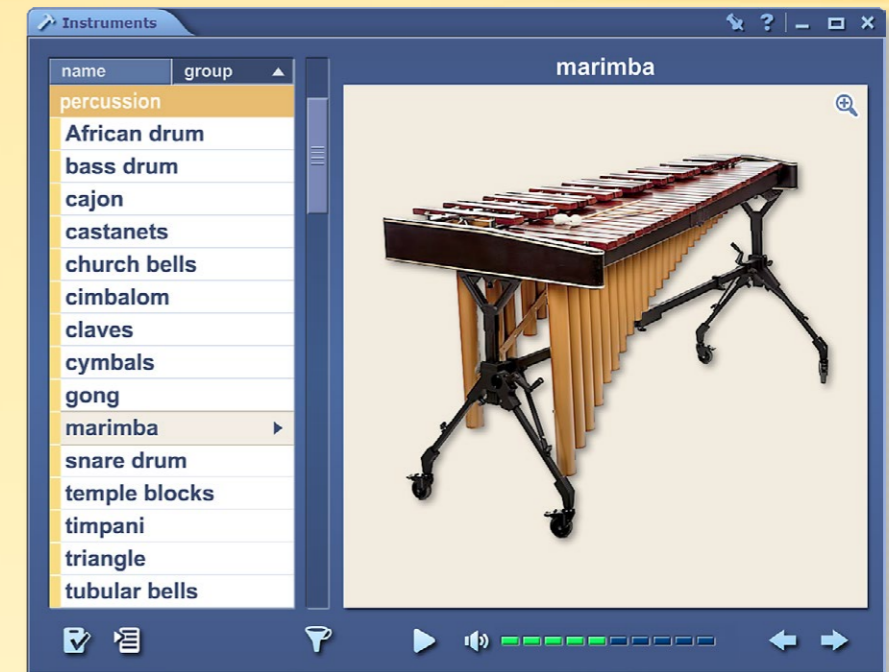 Instruments
?
name group
marimba
percussion
African drum
bass drum
cajon
castanets
church bells
cimbalom
claves
cymbals
gong
marimba
snare drum
temple blocks
timpani
triangle
tubular bells